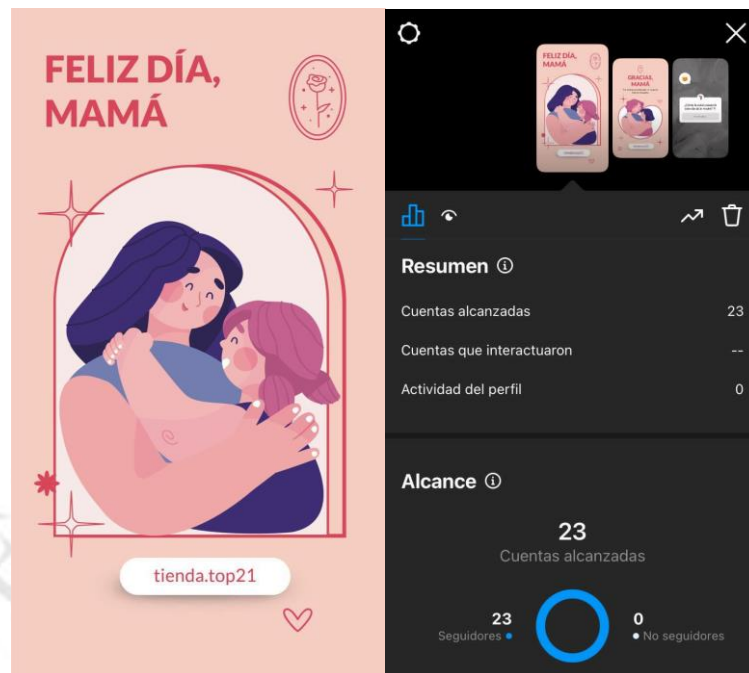 FELIZ DÍA,
MAMÁ
tienda.top21
FELIZ DÍA,
MAMÁ
GRACIAS,
MAMÁ
Resumen
Cuentas alcanzadas 23
Cuentas que interactuaron --
Actividad del perfil 0
Alcance
23
Cuentas alcanzadas
23
Seguidores
0
No seguidores